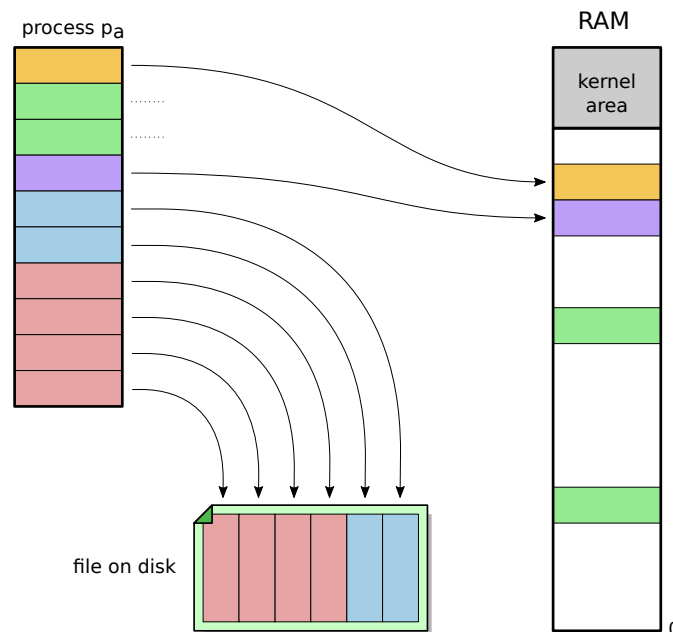 process pa
RAM
kernel
area
file on disk